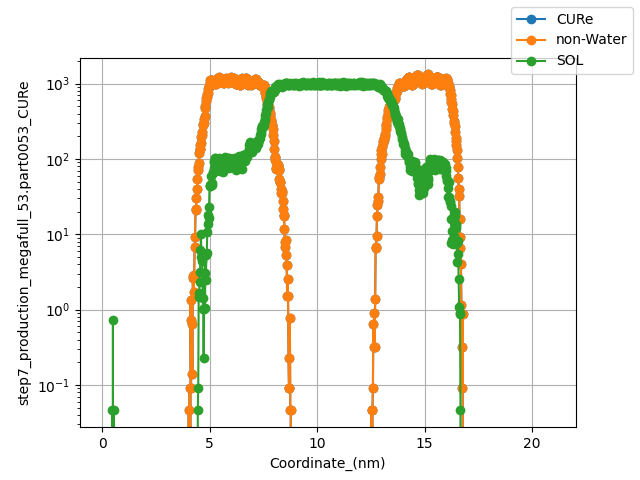 CURe
non-Water
SOL
10³
10²
10¹
10⁰
10⁻¹
step7_production_megafull_53.part0053_CURe
0 5 10 15 20
Coordinate_(nm)